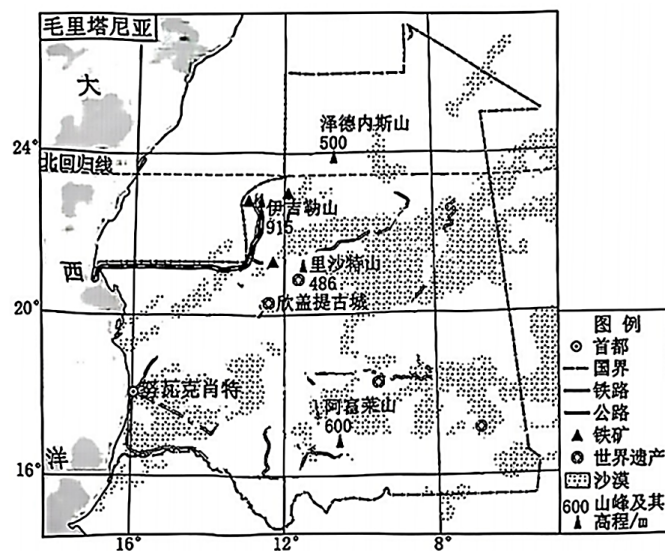 毛里塔尼亚
大
泽德内斯山
500
24°
北回归线
伊吉勒山
915
西
里沙特山
486
欣盖提古城
20°
图例
首都
国界
努瓦克肖特
铁路
公路
阿富莱山
600
铁矿
洋
世界遗产
沙漠
16°
600 山峰及其
高程/m
16°
12°
8°